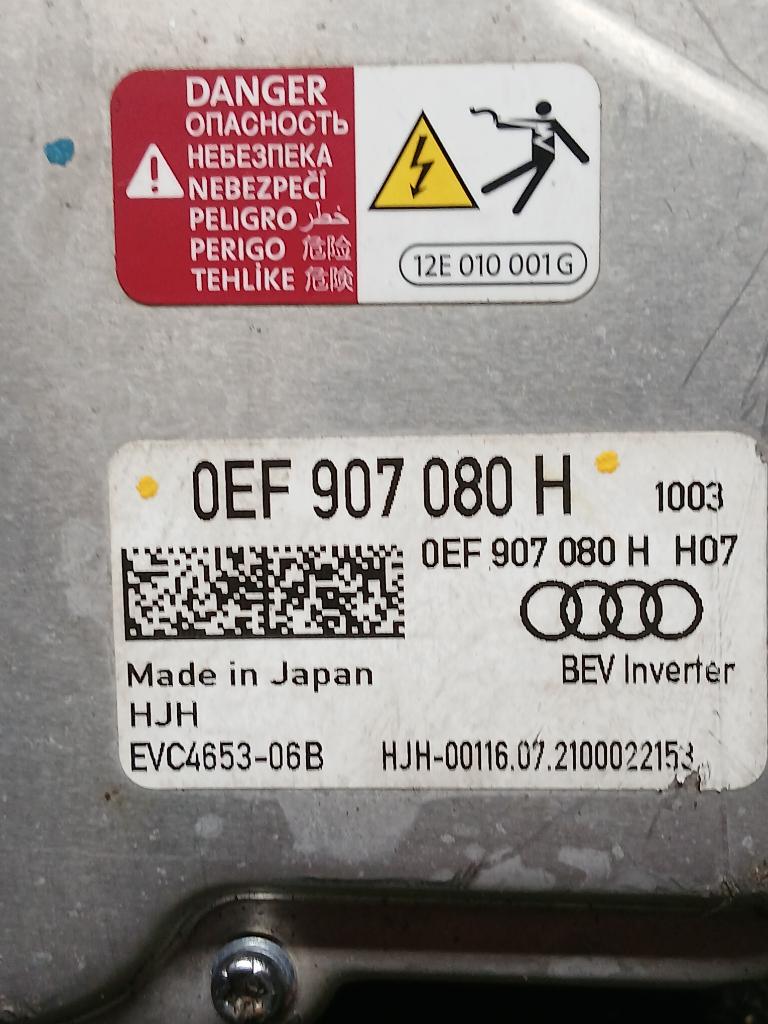 DANGER
ОПАСНОСТЬ
НЕБЕЗПЕКА
NEBEZPEČÍ
PELIGRO خطر
PERIGO 危险
TEHLİKE 危険
12E 010 001 G
0EF 907 080 H 1003
0EF 907 080 H H07
Made in Japan BEV Inverter
HJH
EVC4653-06B HJH-00116.07.2100022153